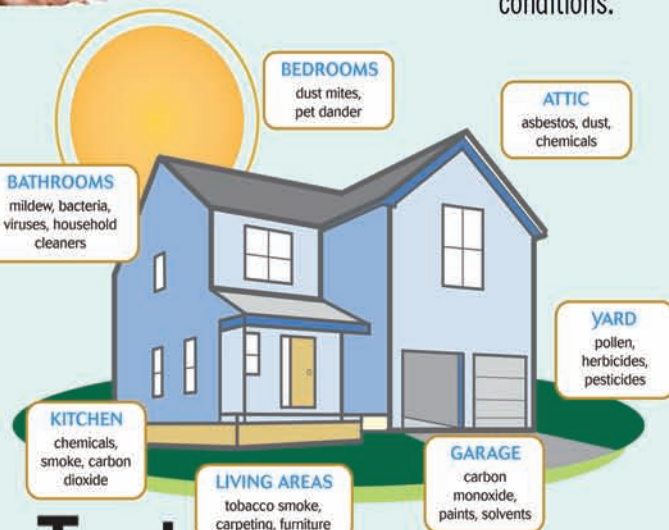 conditions.
BEDROOMS
dust mites,
pet dander
ATTIC
asbestos, dust,
chemicals
BATHROOMS
mildew, bacteria,
viruses, household
cleaners
YARD
pollen,
herbicides,
pesticides
KITCHEN
chemicals,
smoke, carbon
dioxide
GARAGE
carbon
monoxide,
paints, solvents
LIVING AREAS
tobacco smoke,
carpeting, furniture